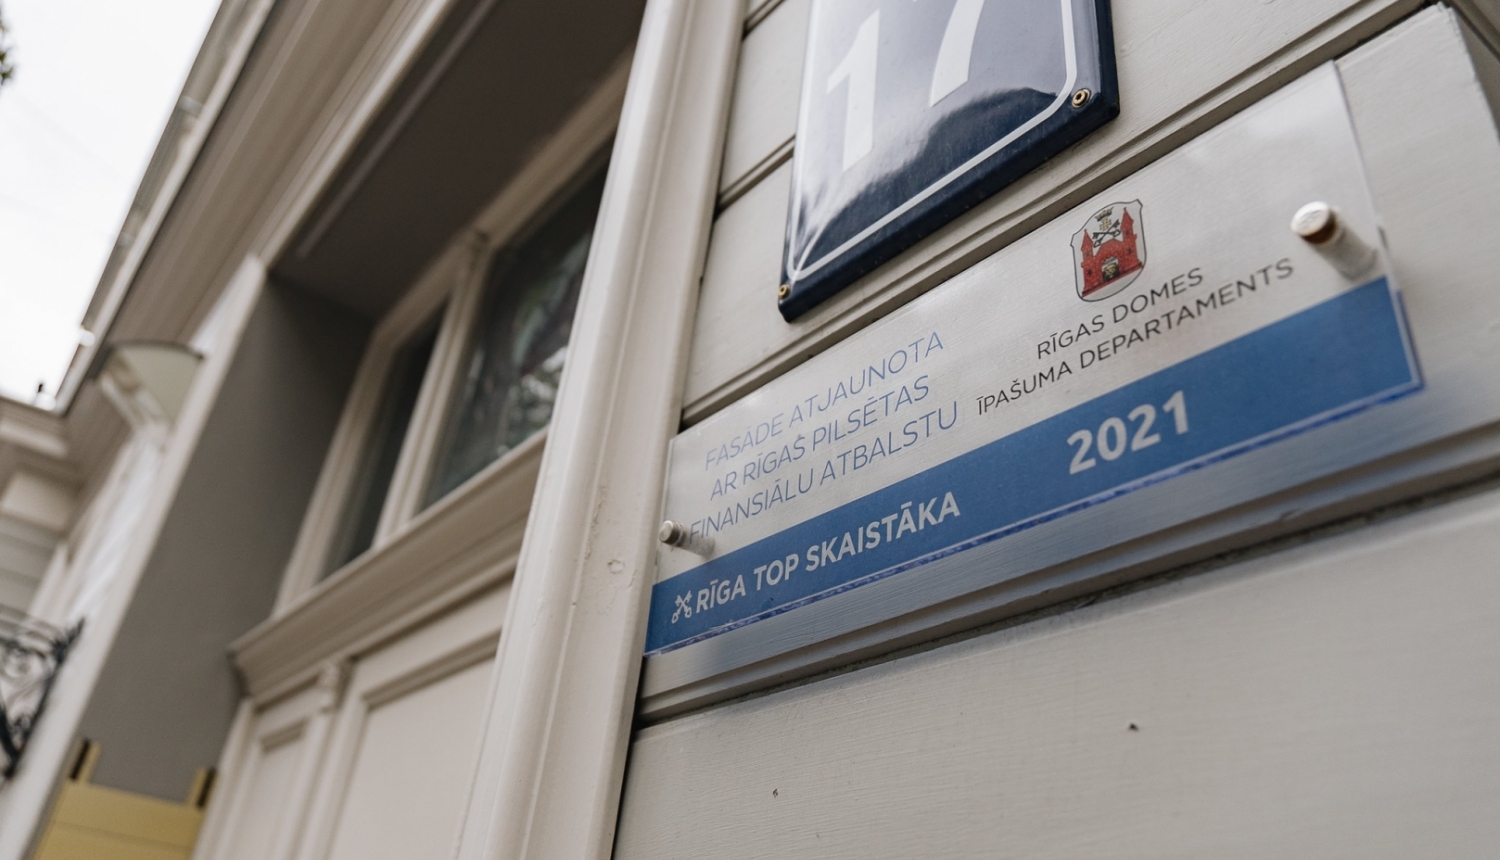 17
FASĀDE ATJAUNOTA
AR RĪGAS PILSĒTAS
FINANSIĀLU ATBALSTU
RĪGAS DOMES
ĪPAŠUMA DEPARTAMENTS
RĪGA TOP SKAISTĀKA
2021